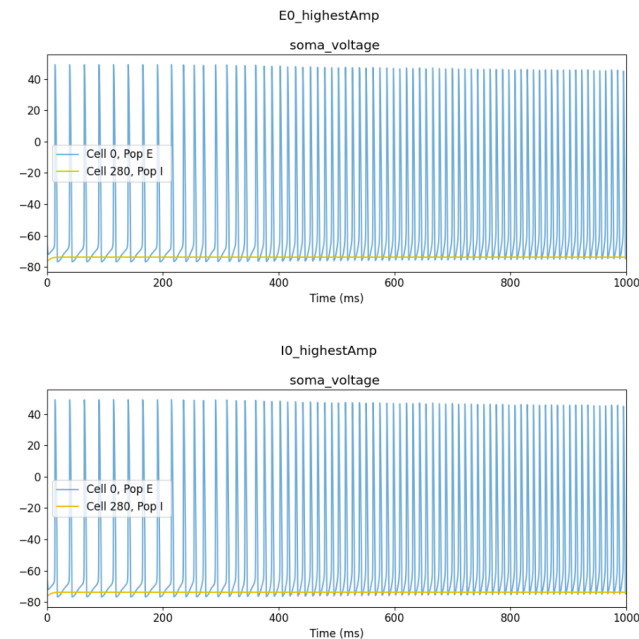 E0_highestAmp
soma_voltage
40
20
0
−20
−40
−60
−80
Cell 0, Pop E
Cell 280, Pop I
0 200 400 600 800 1000
Time (ms)
I0_highestAmp
soma_voltage
40
20
0
−20
−40
−60
−80
Cell 0, Pop E
Cell 280, Pop I
0 200 400 600 800 1000
Time (ms)